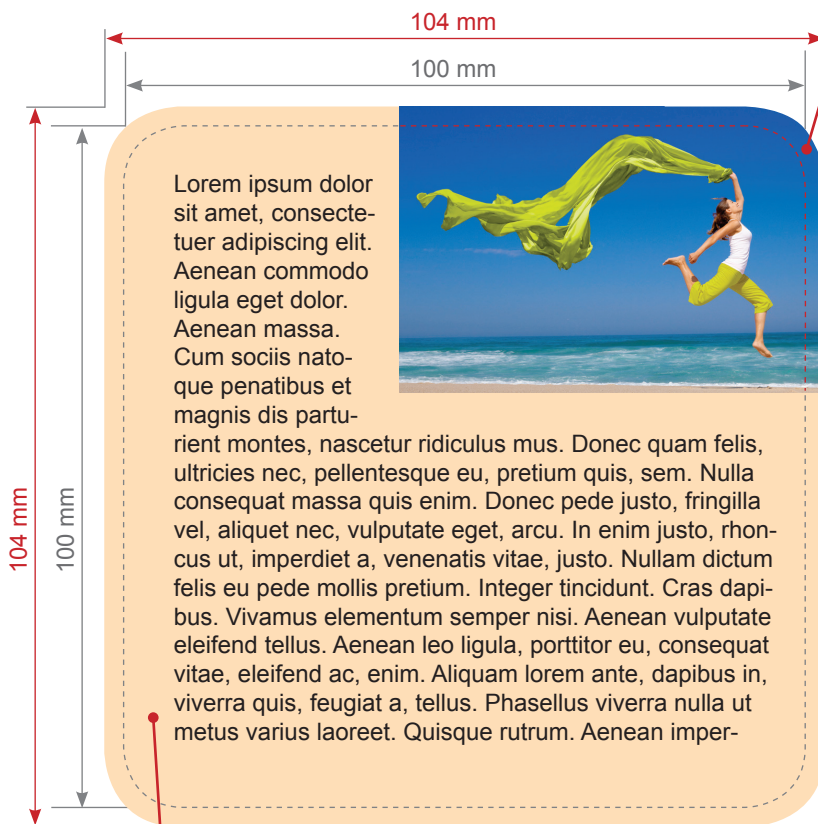 104 mm
100 mm
104 mm
100 mm
Lorem ipsum dolor
sit amet, consecte-
tuer adipiscing elit.
Aenean commodo
ligula eget dolor.
Aenean massa.
Cum sociis nato-
que penatibus et
magnis dis partu-
rient montes, nascetur ridiculus mus. Donec quam felis,
ultricies nec, pellentesque eu, pretium quis, sem. Nulla
consequat massa quis enim. Donec pede justo, fringilla
vel, aliquet nec, vulputate eget, arcu. In enim justo, rhon-
cus ut, imperdiet a, venenatis vitae, justo. Nullam dictum
felis eu pede mollis pretium. Integer tincidunt. Cras dapi-
bus. Vivamus elementum semper nisi. Aenean vulputate
eleifend tellus. Aenean leo ligula, porttitor eu, consequat
vitae, eleifend ac, enim. Aliquam lorem ante, dapibus in,
viverra quis, feugiat a, tellus. Phasellus viverra nulla ut
metus varius laoreet. Quisque rutrum. Aenean imper-